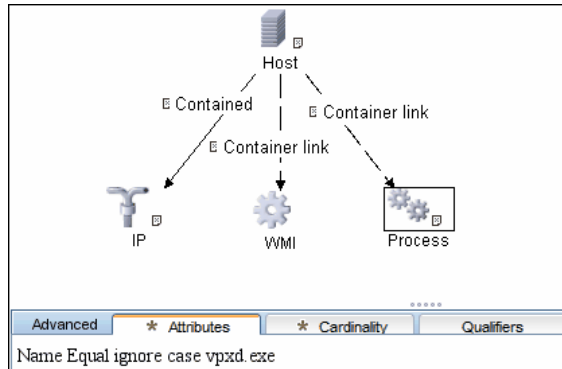 Host
Contained
Container link
Container link
IP
WMI
Process
Advanced
* Attributes
* Cardinality
Qualifiers
Name Equal ignore case vpxd.exe